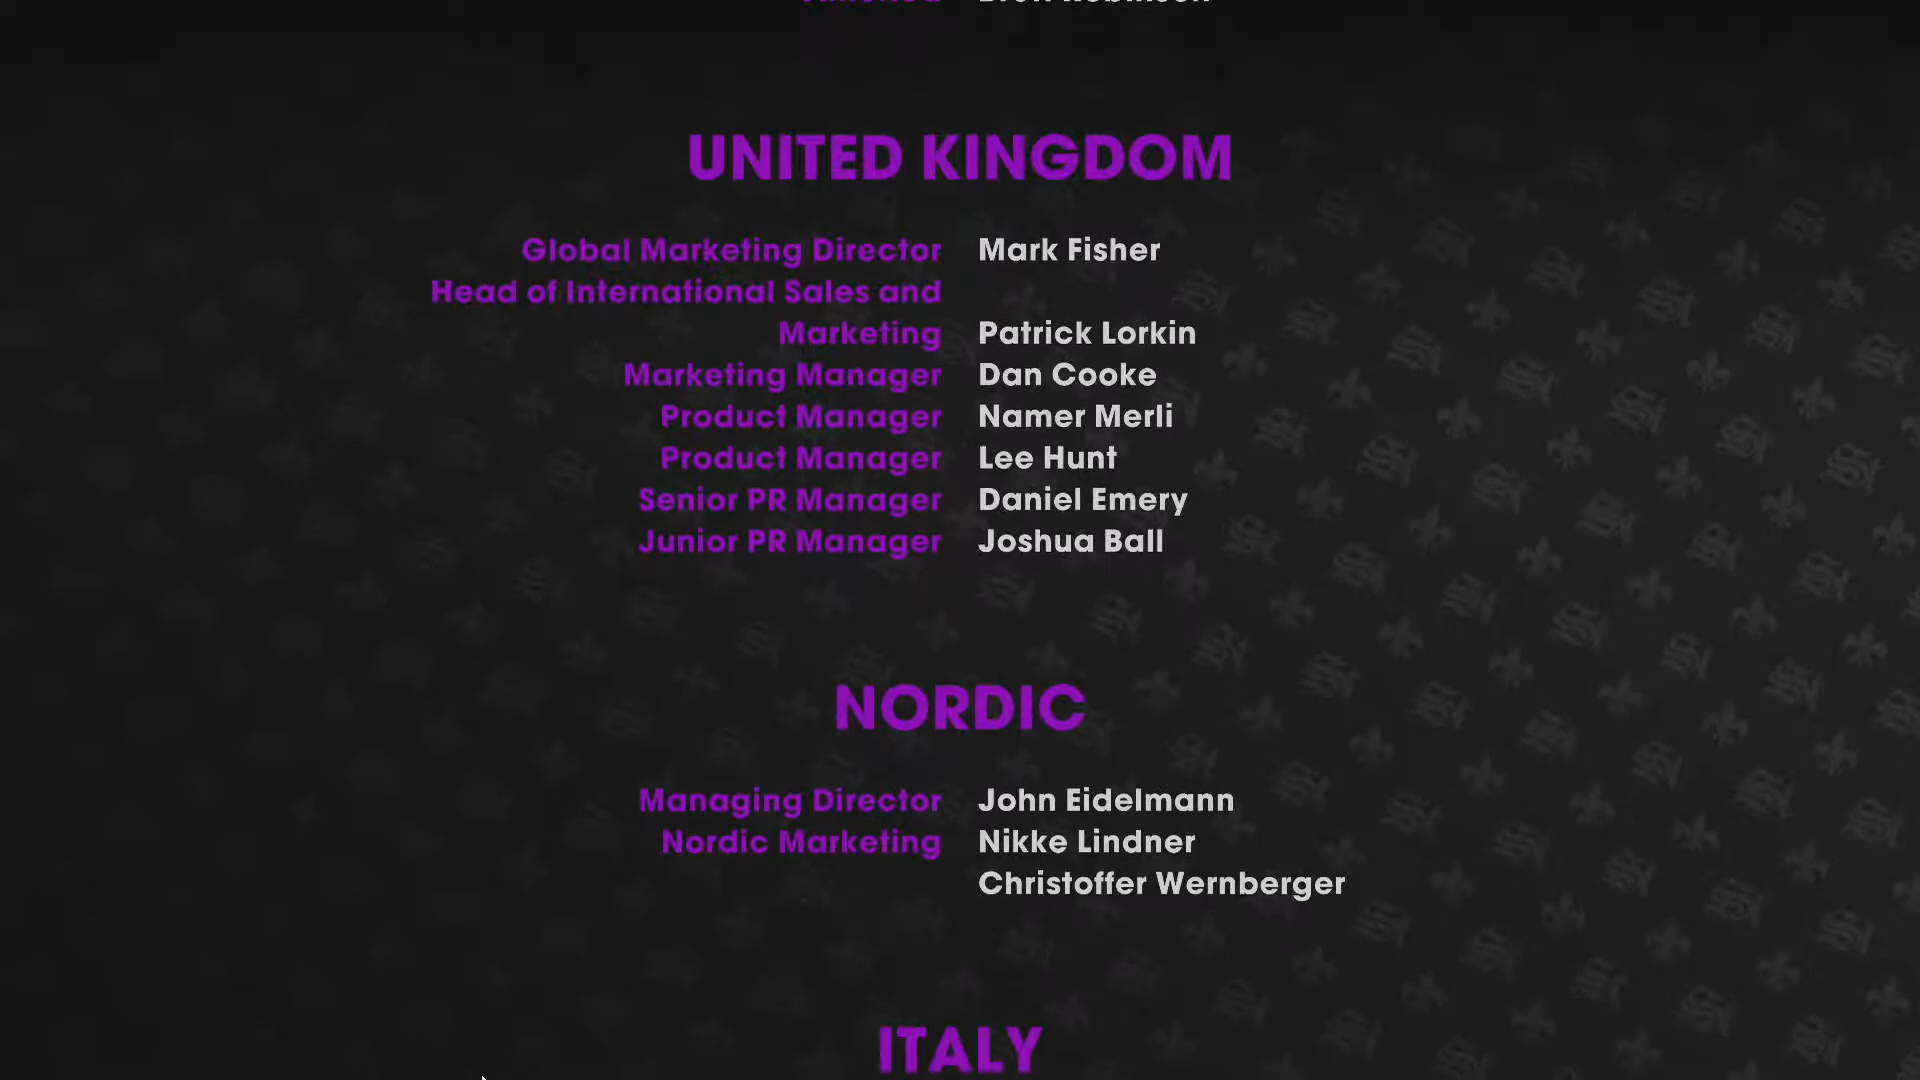 UNITED KINGDOM
Global Marketing Director Mark Fisher
Head of International Sales and
Marketing Patrick Lorkin
Marketing Manager Dan Cooke
Product Manager Namer Merli
Product Manager Lee Hunt
Senior PR Manager Daniel Emery
Junior PR Manager Joshua Ball
NORDIC
Managing Director John Eidelmann
Nordic Marketing Nikke Lindner
Christoffer Wernberger
ITALY